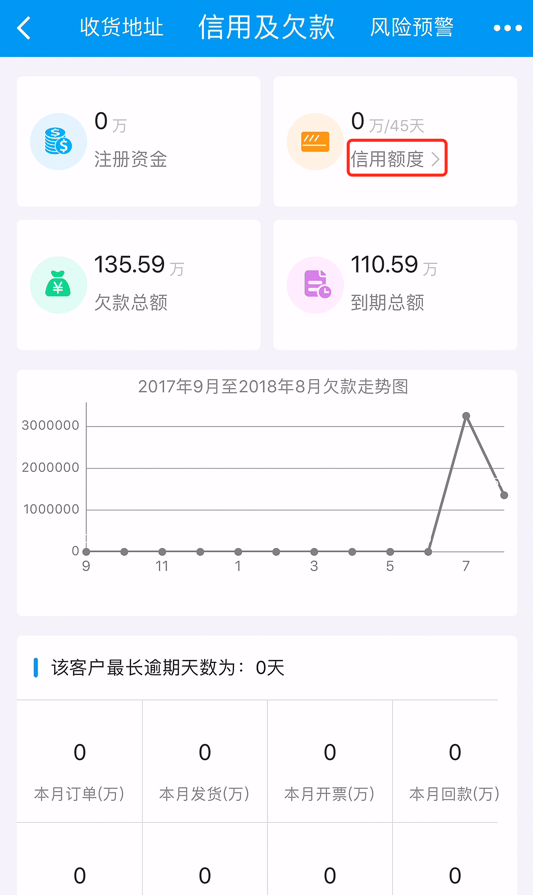 收货地址 信用及欠款 风险预警
0 万
注册资金
0 万/45天
信用额度
135.59 万
欠款总额
110.59 万
到期总额
2017年9月至2018年8月欠款走势图
3000000
2000000
1000000
0
9 11 1 3 5 7
该客户最长逾期天数为：0天
0 0 0 0
本月订单(万) 本月发货(万) 本月开票(万) 本月回款(万)
0 0 0 0